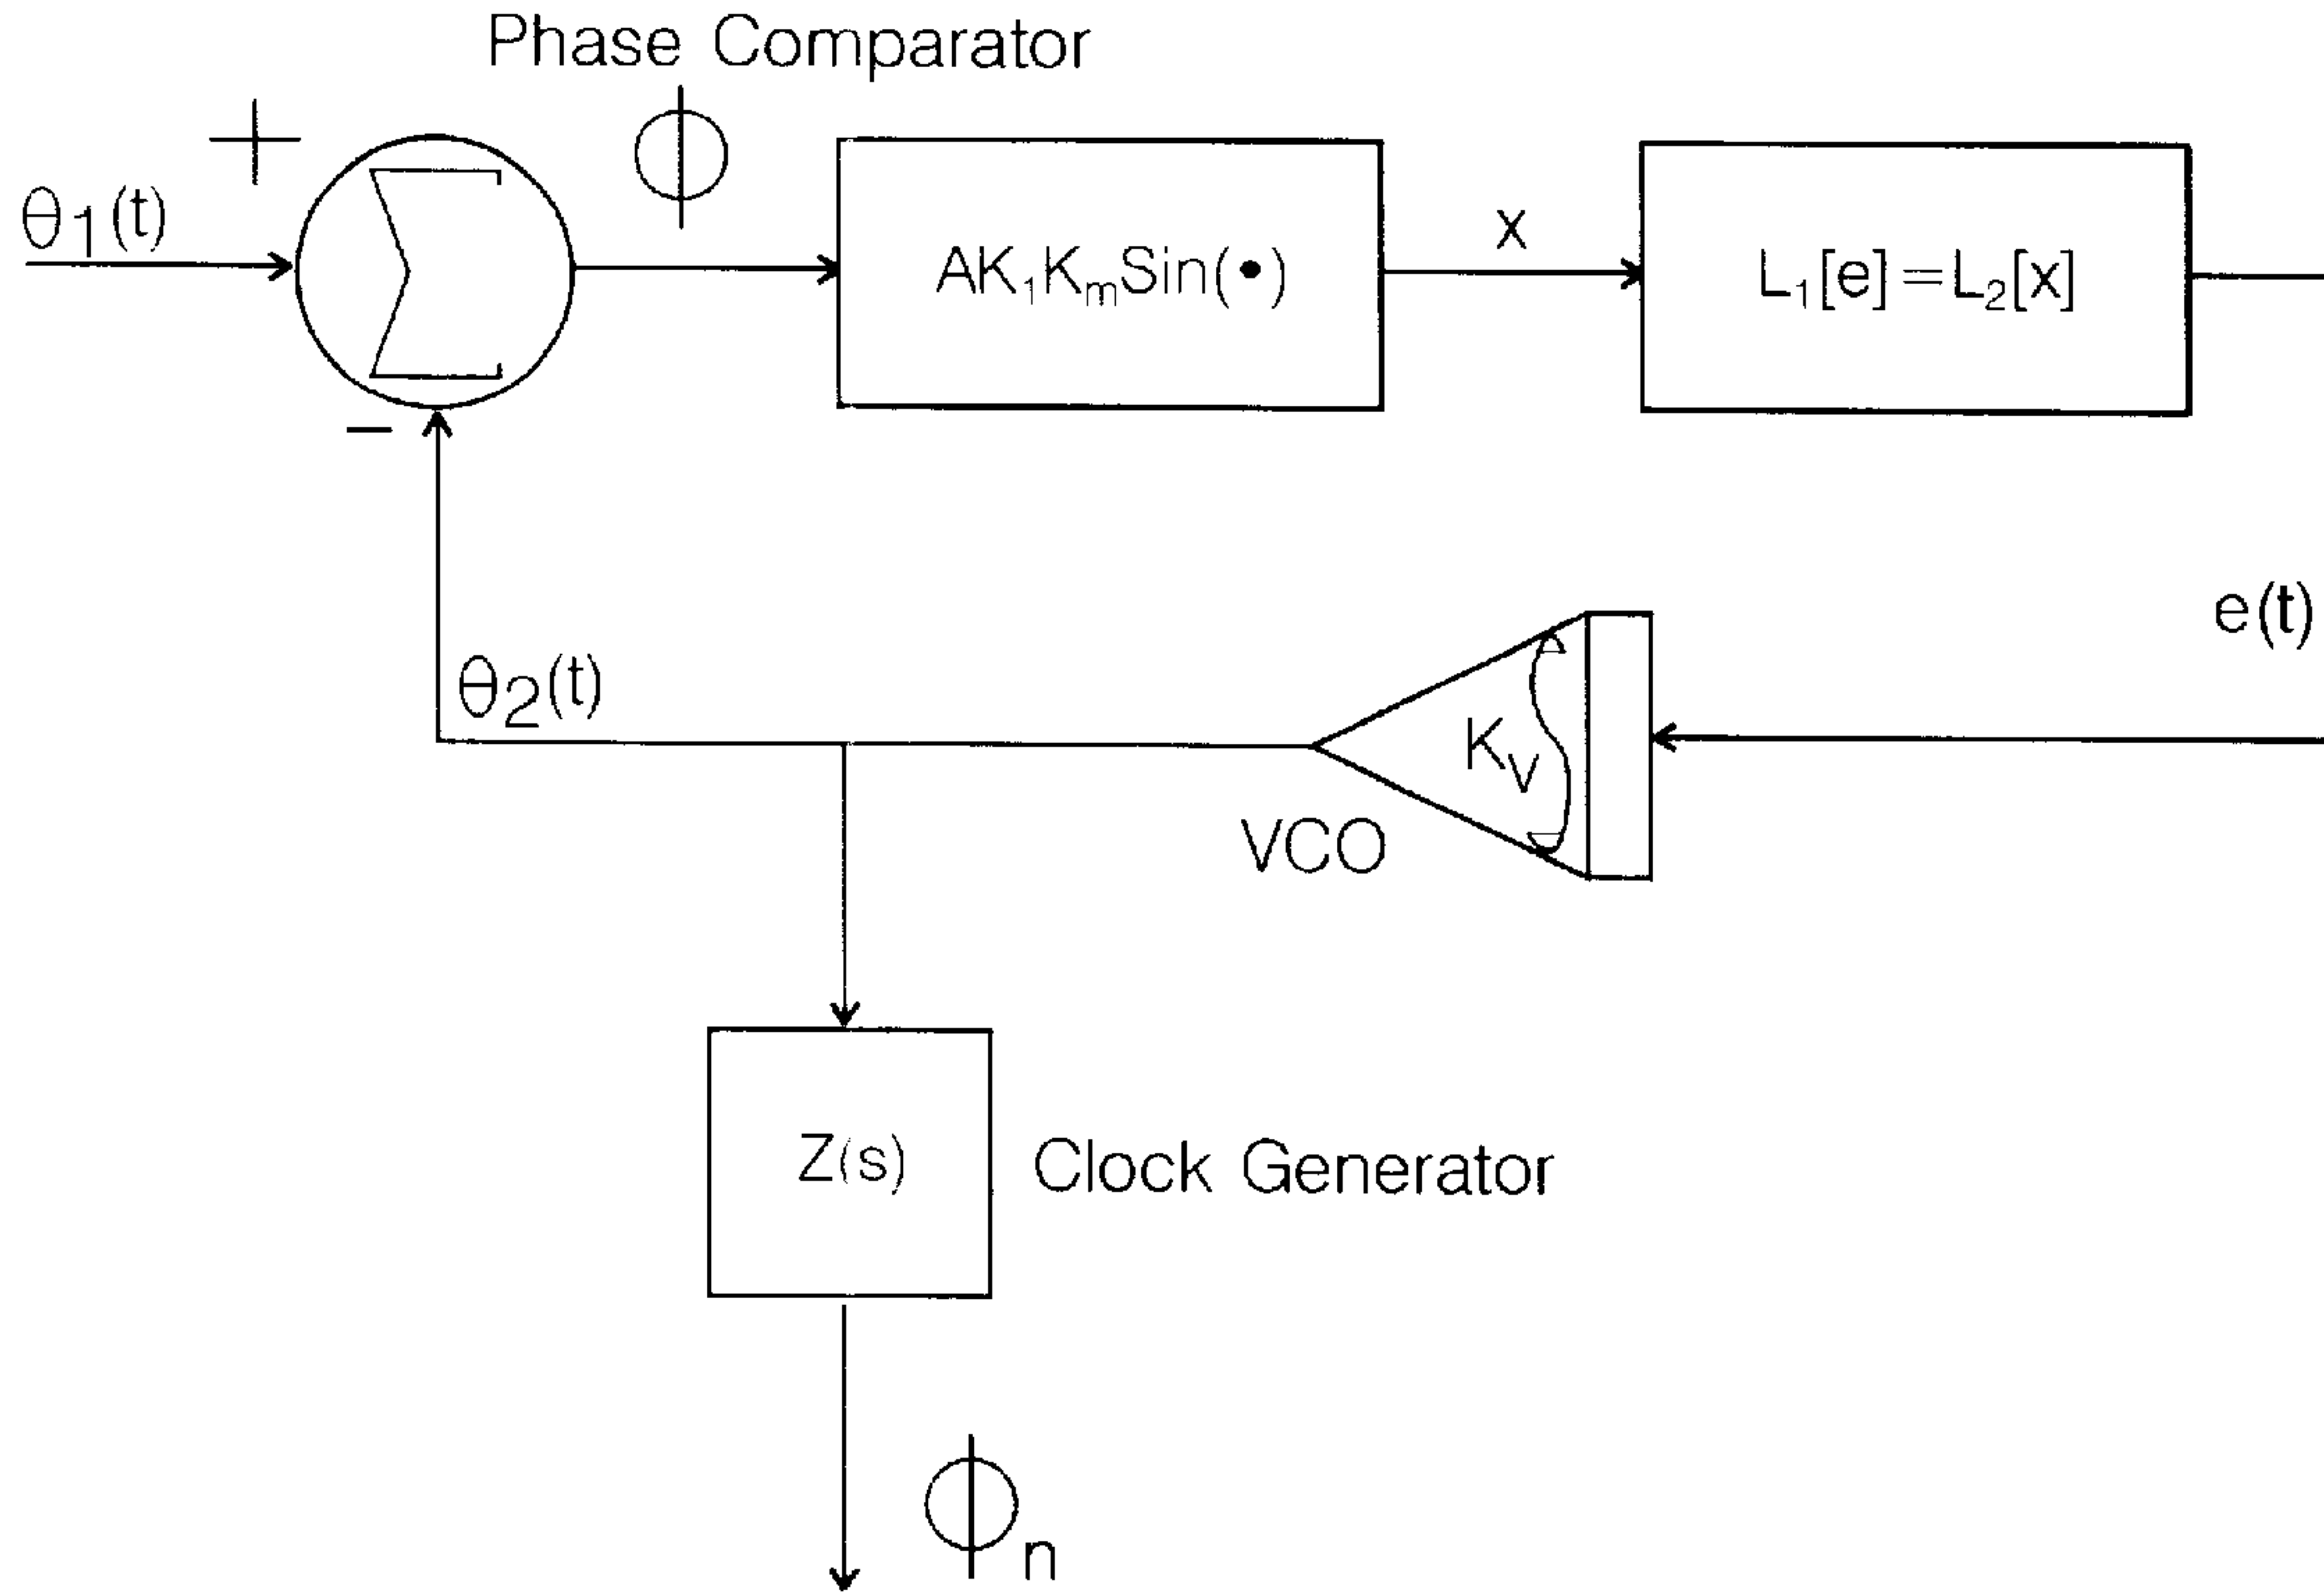 Phase Comparator
+
ϕ
θ₁(t)
Σ
AK₁KₘSin(•)
x
L₁[e]=L₂[x]
−
e(t)
θ₂(t)
Kᵥ
VCO
Z(s)
Clock Generator
ϕₙ